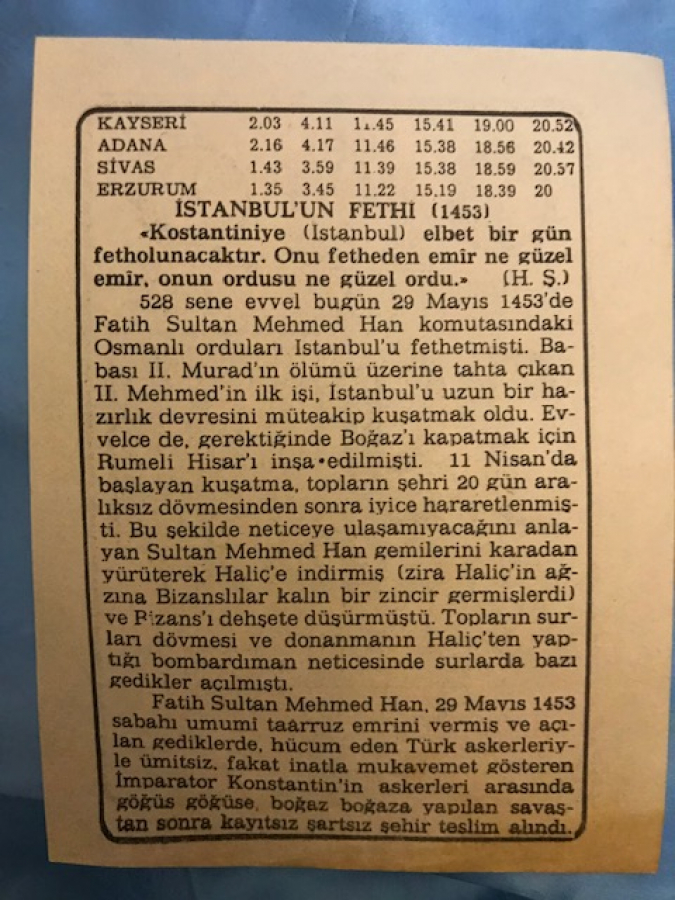 KAYSERİ 2.03 4.11 11.45 15.41 19.00 20.52
ADANA 2.16 4.17 11.46 15.38 18.56 20.42
SİVAS 1.43 3.59 11.39 15.38 18.59 20.57
ERZURUM 1.35 3.45 11.22 15.19 18.39 20
İSTANBUL'UN FETHİ (1453)
«Kostantiniye (İstanbul) elbet bir gün
fetholunacaktır. Onu fetheden emîr ne güzel
emîr, onun ordusu ne güzel ordu.» (H. Ş.)
528 sene evvel bugün 29 Mayıs 1453'de
Fatih Sultan Mehmed Han komutasındaki
Osmanlı orduları İstanbul'u fethetmişti. Ba-
bası II. Murad'ın ölümü üzerine tahta çıkan
II. Mehmed'in ilk işi, İstanbul'u uzun bir ha-
zırlık devresini müteakip kuşatmak oldu. Ev-
velce de, gerektiğinde Boğaz'ı kapatmak için
Rumeli Hisar'ı inşa edilmişti. 11 Nisan'da
başlayan kuşatma, topların şehri 20 gün ara-
lıksız dövmesinden sonra iyice hararetlenmiş-
ti. Bu şekilde neticeye ulaşamıyacağını anla-
yan Sultan Mehmed Han gemilerini karadan
yürüterek Haliç'e indirmiş (zira Haliç'in ağ-
zına Bizanslılar kalın bir zincir germişlerdi)
ve Bizans'ı dehşete düşürmüştü. Topların sur-
ları dövmesi ve donanmanın Haliç'ten yap-
tığı bombardıman neticesinde surlarda bazı
gedikler açılmıştı.
Fatih Sultan Mehmed Han, 29 Mayıs 1453
sabahı umumi taarruz emrini vermiş ve açı-
lan gediklerde, hücum eden Türk askerleriy-
le ümitsiz, fakat inatla mukavemet gösteren
İmparator Konstantin'in askerleri arasında
göğüs göğüse, boğaz boğaza yapılan savaş-
tan sonra kayıtsız şartsız şehir teslim alındı.